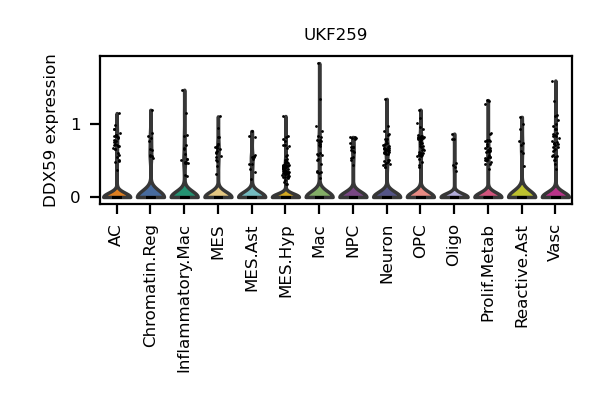 UKF259
DDX59 expression
1
0
AC
Chromatin.Reg
Inflammatory.Mac
MES
MES.Ast
MES.Hyp
Mac
NPC
Neuron
OPC
Oligo
Prolif.Metab
Reactive.Ast
Vasc